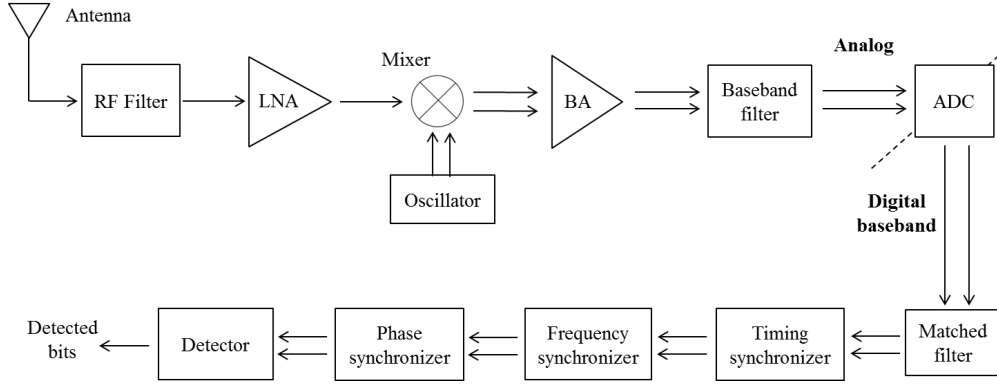 Antenna
RF Filter
LNA
Mixer
Oscillator
BA
Baseband
filter
Analog
ADC
Digital
baseband
Matched
filter
Timing
synchronizer
Frequency
synchronizer
Phase
synchronizer
Detector
Detected
bits